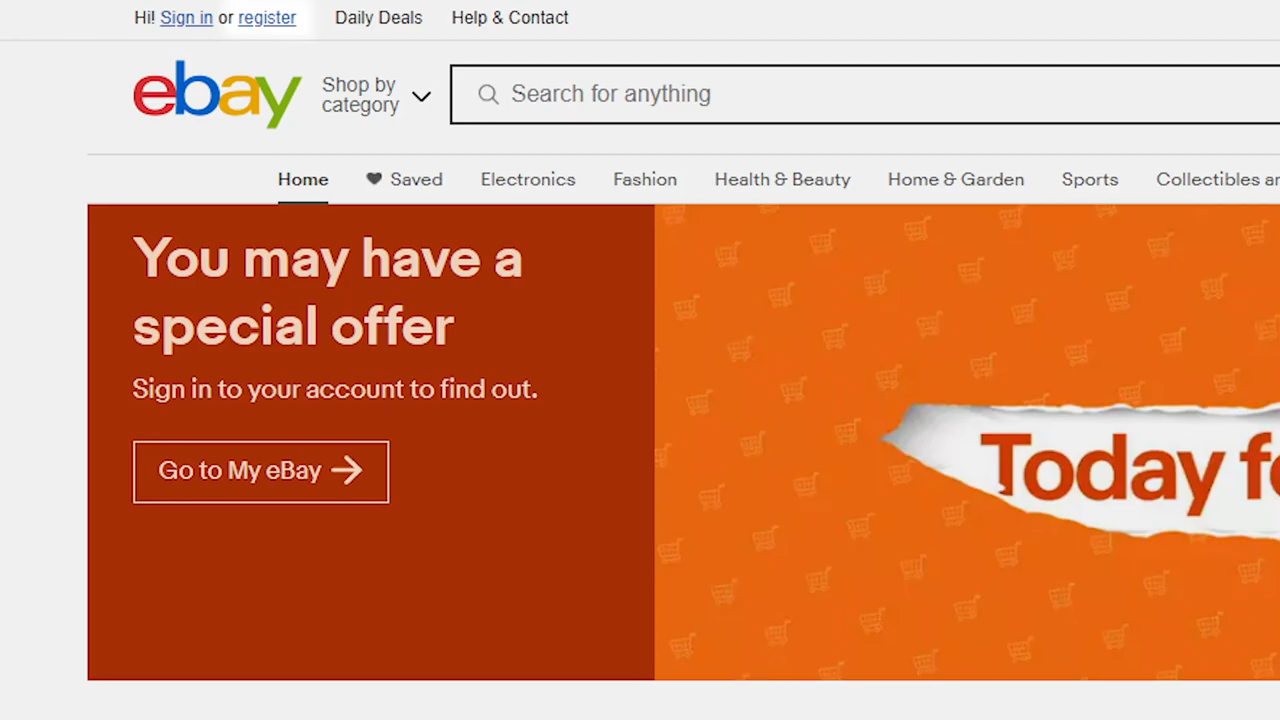 Hi! Sign in or register Daily Deals Help & Contact
ebay
Shop by
category
Search for anything
Home Saved Electronics Fashion Health & Beauty Home & Garden Sports Collectibles
You may have a
special offer
Sign in to your account to find out.
Go to My eBay
Today